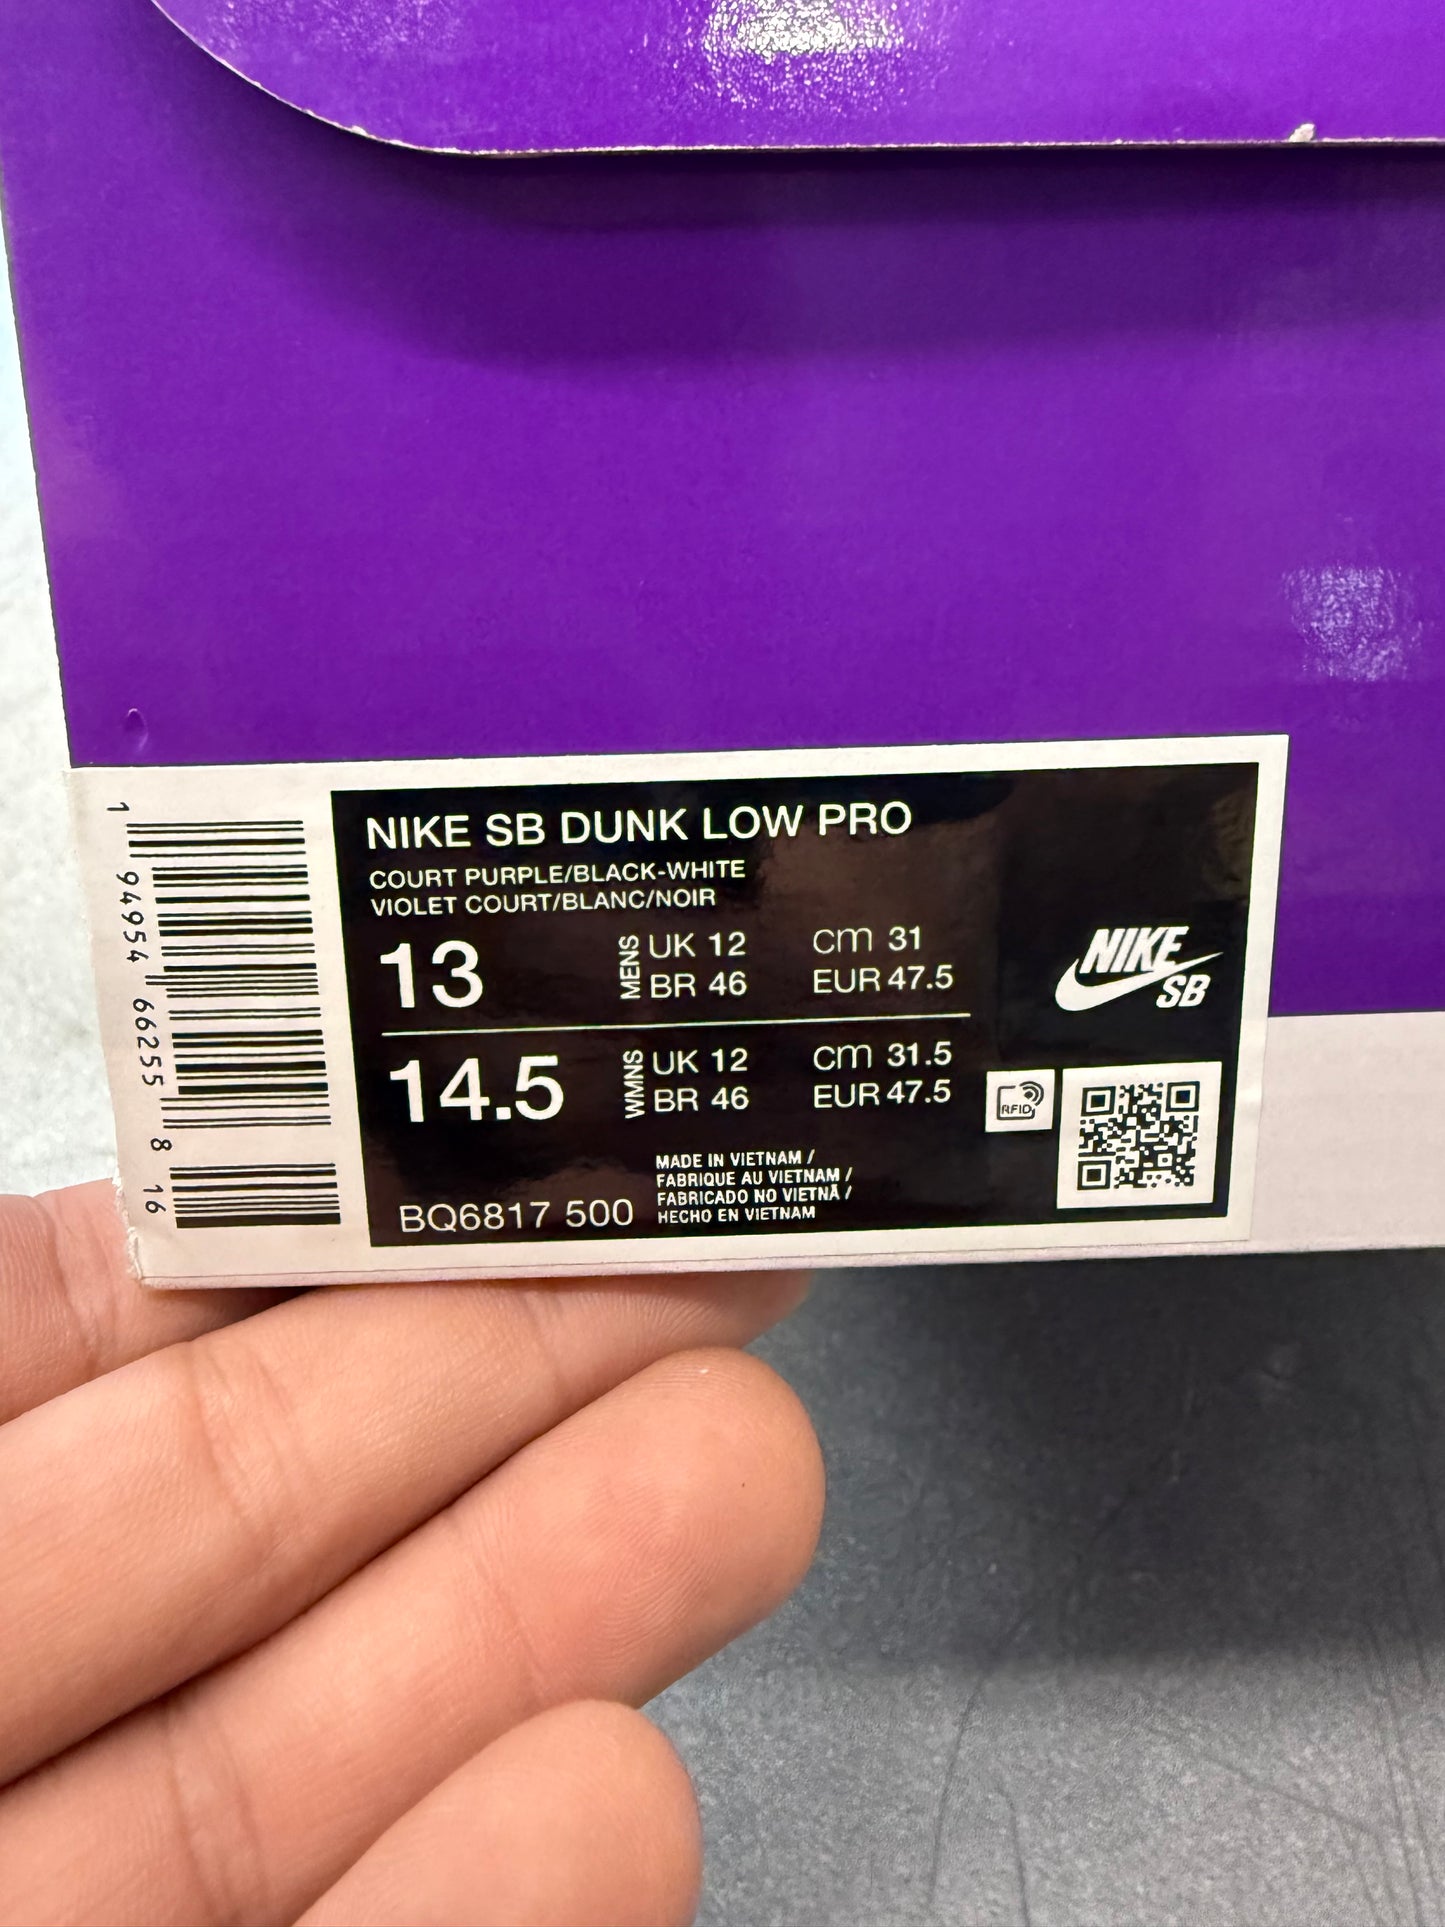 NIKE SB DUNK LOW PRO
COURT PURPLE/BLACK-WHITE
VIOLET COURT/BLANC/NOIR
13 MENS UK 12 cm 31
BR 46 EUR 47.5
14.5 WMNS UK 12 cm 31.5
BR 46 EUR 47.5
NIKE
SB
RFID
BQ6817 500
MADE IN VIETNAM /
FABRIQUE AU VIETNAM /
FABRICADO NO VIETNÃ /
HECHO EN VIETNAM
1 94954 66255 8 16